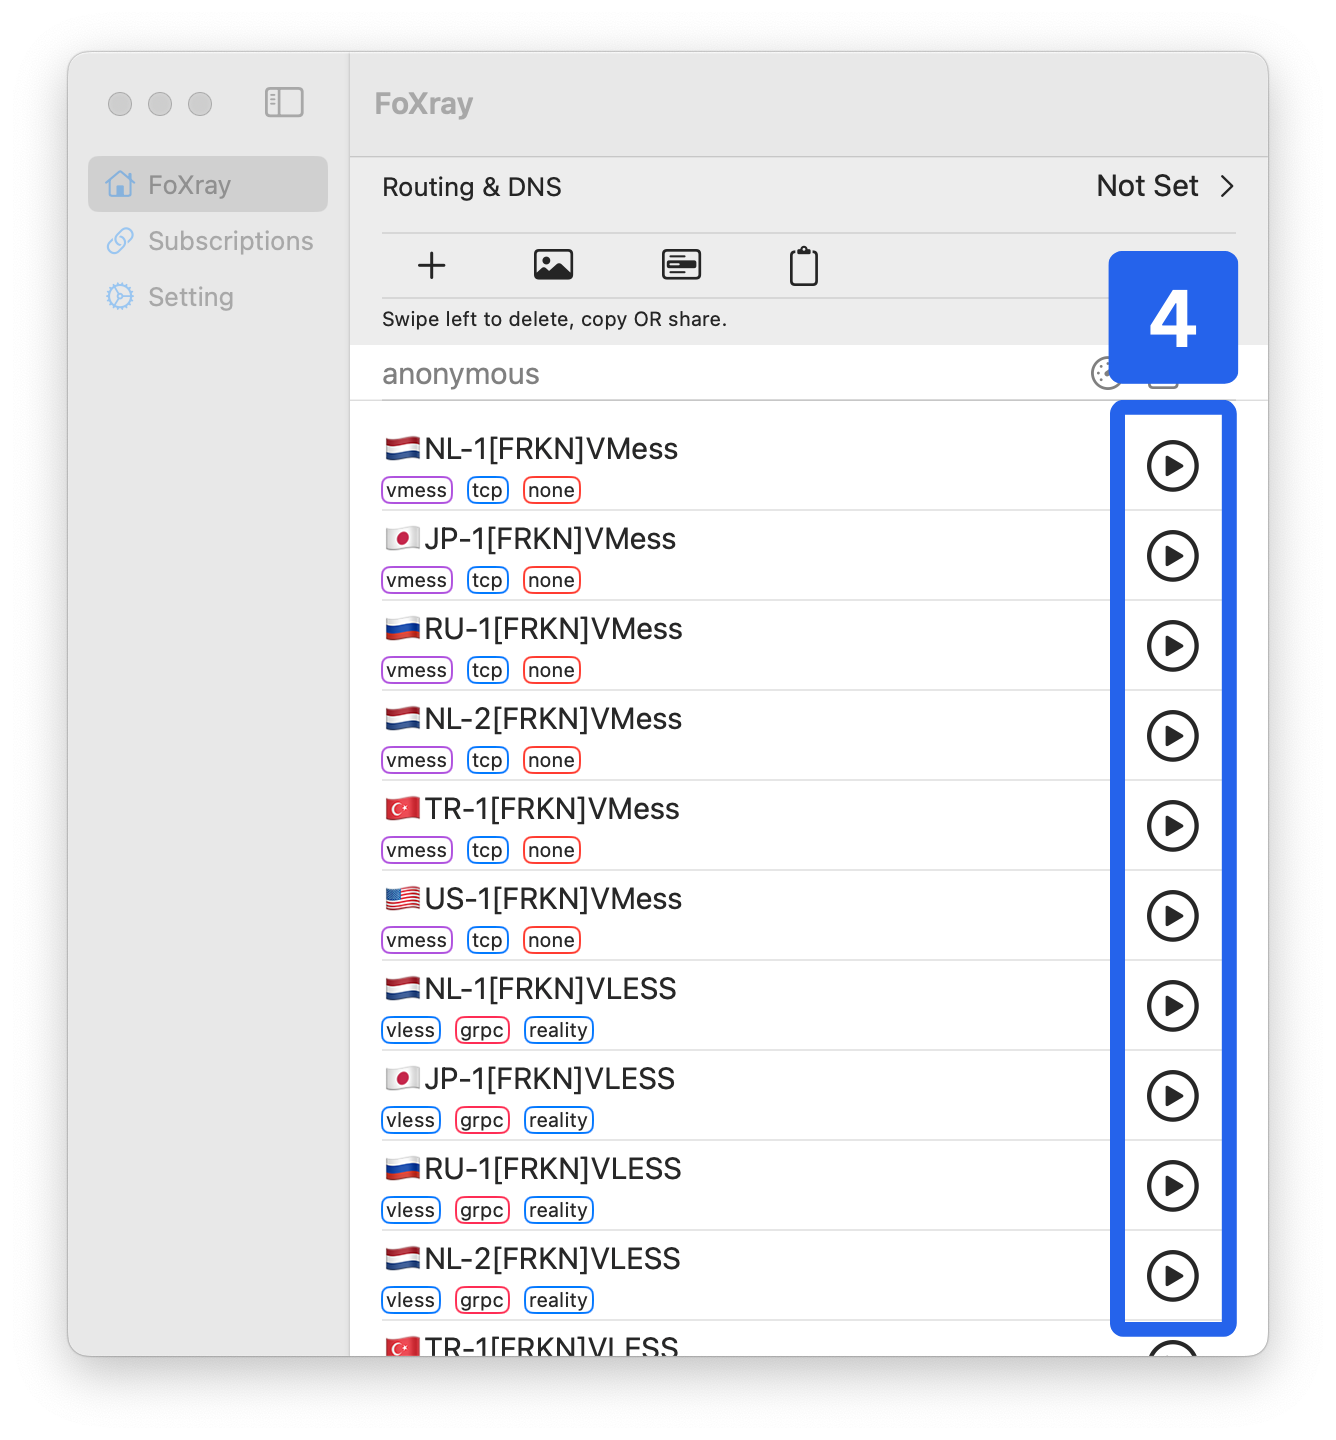 FoXray
FoXray
Subscriptions
Setting
Routing & DNS
Not Set
Swipe left to delete, copy OR share.
4
anonymous
NL-1[FRKN]VMess
vmess tcp none
JP-1[FRKN]VMess
vmess tcp none
RU-1[FRKN]VMess
vmess tcp none
NL-2[FRKN]VMess
vmess tcp none
TR-1[FRKN]VMess
vmess tcp none
US-1[FRKN]VMess
vmess tcp none
NL-1[FRKN]VLESS
vless grpc reality
JP-1[FRKN]VLESS
vless grpc reality
RU-1[FRKN]VLESS
vless grpc reality
NL-2[FRKN]VLESS
vless grpc reality
TR-1[FRKN]VLESS